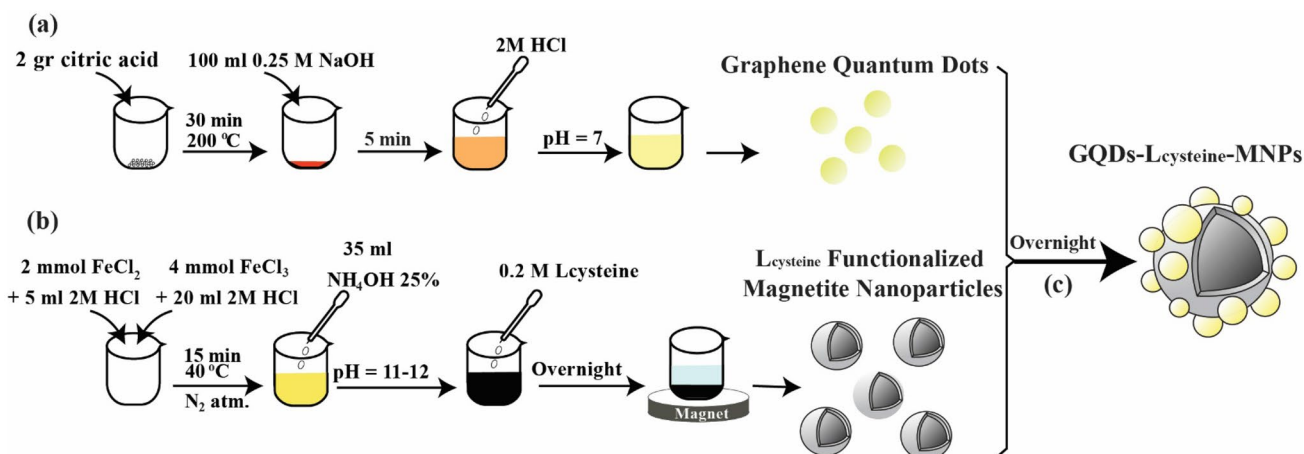 (a)
2 gr citric acid
30 min
200 ºC
100 ml 0.25 M NaOH
5 min
2M HCl
pH = 7
Graphene Quantum Dots
(b)
2 mmol FeCl₂
+ 5 ml 2M HCl
4 mmol FeCl₃
+ 20 ml 2M HCl
15 min
40 ºC
N₂ atm.
35 ml
NH₄OH 25%
pH = 11-12
0.2 M Lcysteine
Overnight
Magnet
Lcysteine Functionalized
Magnetite Nanoparticles
Overnight
(c)
GQDs-Lcysteine-MNPs